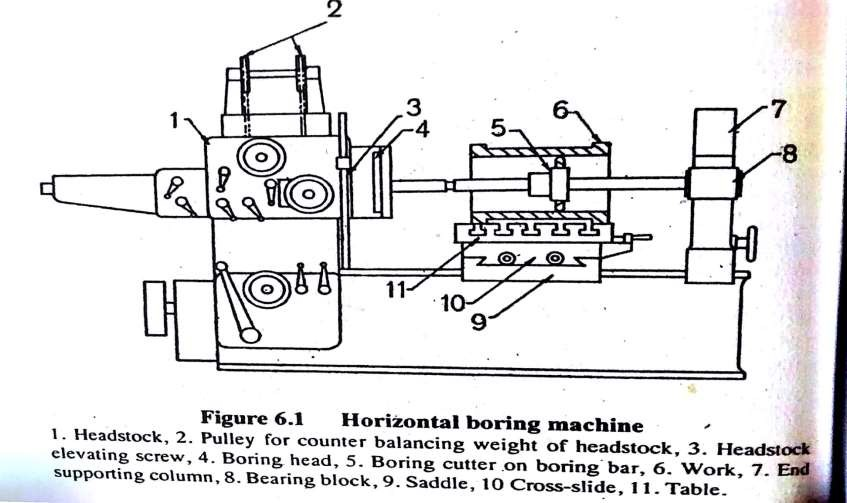 2
1
3
4
5
6
7
8
11
10
9
Figure 6.1 Horizontal boring machine
1. Headstock, 2. Pulley for counter balancing weight of headstock, 3. Headstock
elevating screw, 4. Boring head, 5. Boring cutter on boring bar, 6. Work, 7. End
supporting column, 8. Bearing block, 9. Saddle, 10 Cross-slide, 11. Table.